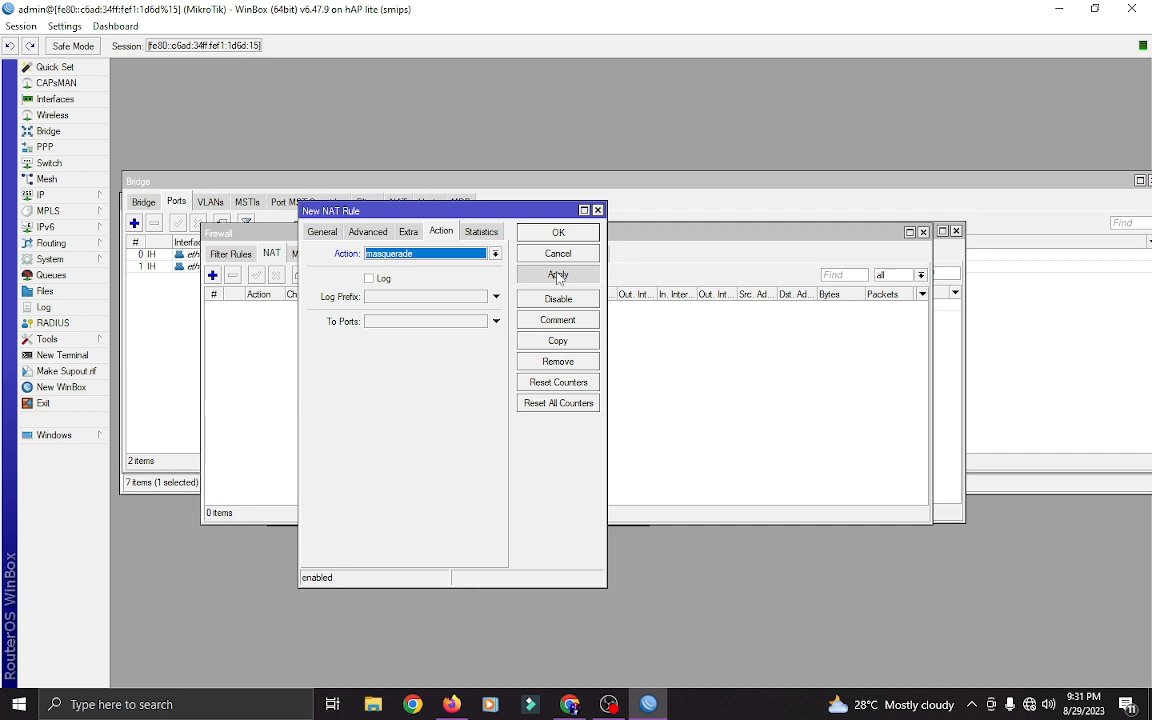 admin@[fe80::c6ad:34ff:fef1:1d6d%15] (MikroTik) - WinBox (64bit) v6.47.9 on hAP lite (smips)
Session Settings Dashboard
Safe Mode Session: fe80::c6ad:34ff:fef1:1d6d:15]
Quick Set
CAPsMAN
Interfaces
Wireless
Bridge
PPP
Switch
Mesh
IP
MPLS
IPv6
Routing
System
Queues
Files
Log
RADIUS
Tools
New Terminal
Make Supout.rif
New WinBox
Exit
Windows
RouterOS WinBox
Bridge
Bridge Ports VLANs MSTIs
Find
#
0 IH
1 IH
2 items
7 items (1 selected)
Firewall
Filter Rules NAT
Find all
# Action Out. Int... In. Inter... Out. Int... Src. Ad... Dst. Ad... Bytes Packets
0 items
New NAT Rule
General Advanced Extra Action Statistics
Action: masquerade
Log
Log Prefix:
To Ports:
OK
Cancel
Apply
Disable
Comment
Copy
Remove
Reset Counters
Reset All Counters
enabled
Type here to search
28°C Mostly cloudy
9:31 PM
8/29/2023
11